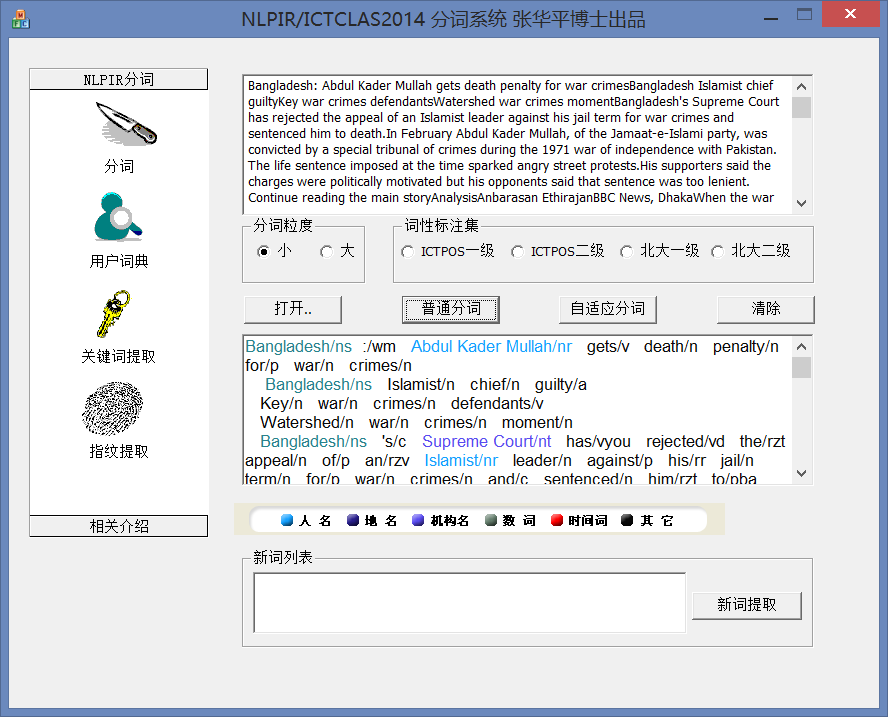 NLPIR/ICTCLAS2014 分词系统 张华平博士出品
NLPIR分词
分词
用户词典
关键词提取
指纹提取
相关介绍
Bangladesh: Abdul Kader Mullah gets death penalty for war crimesBangladesh Islamist chief
guiltyKey war crimes defendantsWatershed war crimes momentBangladesh's Supreme Court
has rejected the appeal of an Islamist leader against his jail term for war crimes and
sentenced him to death.In February Abdul Kader Mullah, of the Jamaat-e-Islami party, was
convicted by a special tribunal of crimes during the 1971 war of independence with Pakistan.
The life sentence imposed at the time sparked angry street protests.His supporters said the
charges were politically motivated but his opponents said that sentence was too lenient.
Continue reading the main storyAnalysisAnbarasan EthirajanBBC News, DhakaWhen the war
分词粒度
小 大
词性标注集
ICTPOS一级 ICTPOS二级 北大一级 北大二级
打开.. 普通分词 自适应分词 清除
Bangladesh/ns :/wm Abdul Kader Mullah/nr gets/v death/n penalty/n
for/p war/n crimes/n
Bangladesh/ns Islamist/n chief/n guilty/a
Key/n war/n crimes/n defendants/v
Watershed/n war/n crimes/n moment/n
Bangladesh/ns 's/c Supreme Court/nt has/vyou rejected/vd the/rzt
appeal/n of/p an/rzv Islamist/nr leader/n against/p his/rr jail/n
term/n for/p war/n crimes/n and/c sentenced/n him/rzt to/pba
人 名 地 名 机构名 数 词 时间词 其 它
新词列表
新词提取